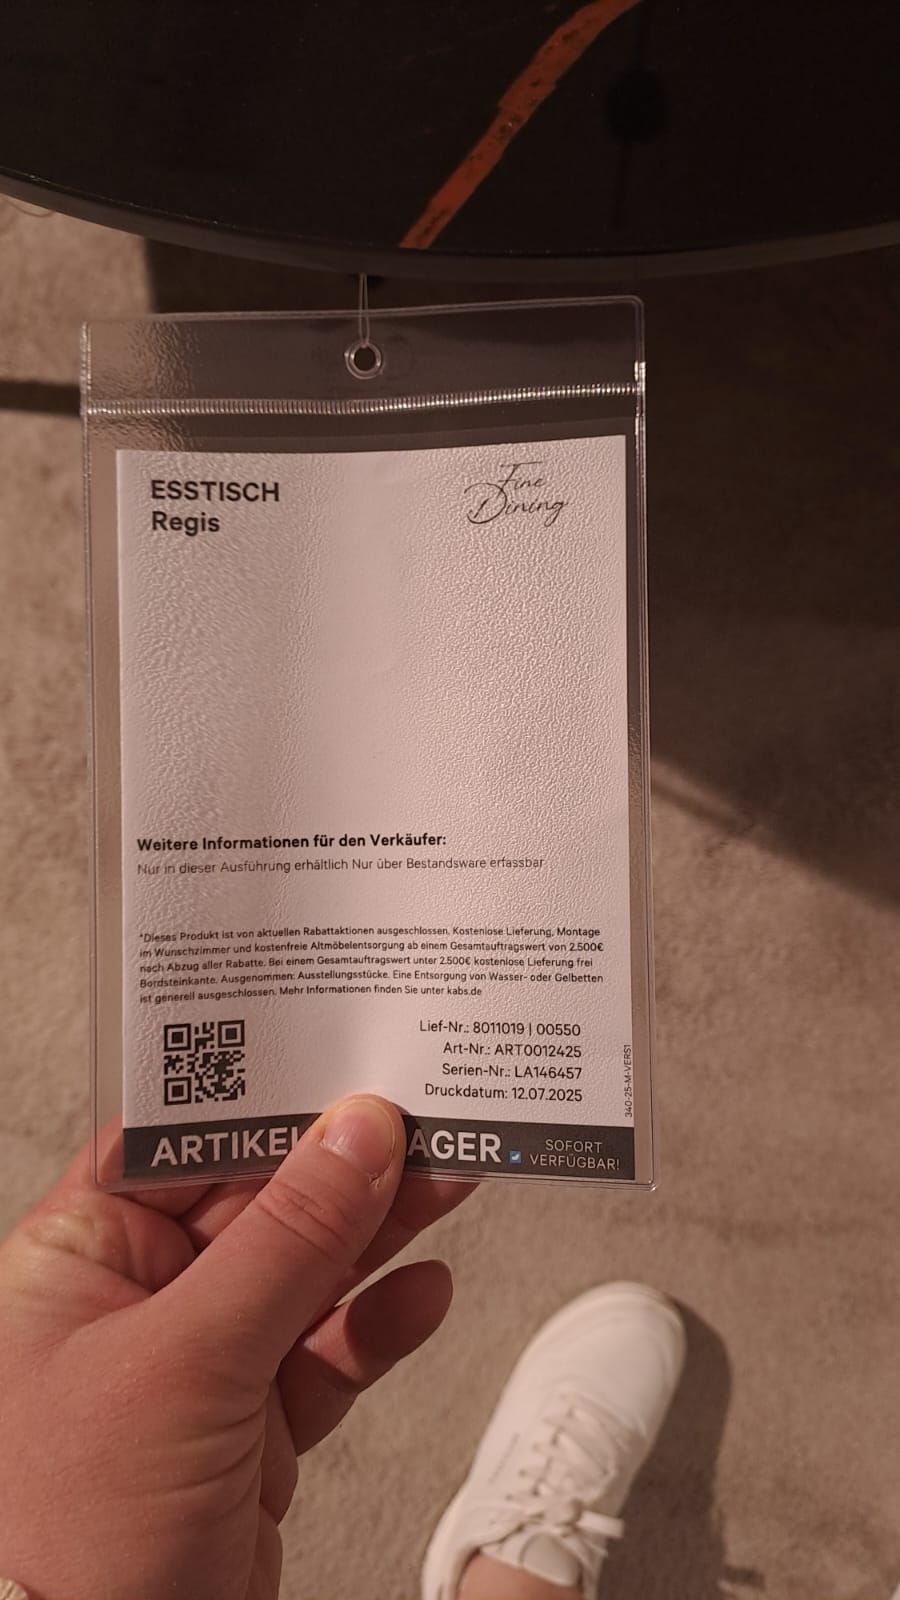 ESSTISCH
Regis
Fine
Dining
Weitere Informationen für den Verkäufer:
Nur in dieser Ausführung erhältlich Nur über Bestandsware erfassbar
*Dieses Produkt ist von aktuellen Rabattaktionen ausgeschlossen. Kostenlose Lieferung, Montage
im Wunschzimmer und kostenfreie Altmöbelentsorgung ab einem Gesamtauftragswert von 2.500€
nach Abzug aller Rabatte. Bei einem Gesamtauftragswert unter 2.500€ kostenlose Lieferung frei
Bordsteinkante. Ausgenommen: Ausstellungsstücke. Eine Entsorgung von Wasser- oder Gelbetten
ist generell ausgeschlossen. Mehr Informationen finden Sie unter kabs.de
Lief-Nr.: 8011019 | 00550
Art-Nr.: ART0012425
Serien-Nr.: LA146457
Druckdatum: 12.07.2025
340-25-M-VERS1
ARTIKEL AGER
SOFORT
VERFÜGBAR!